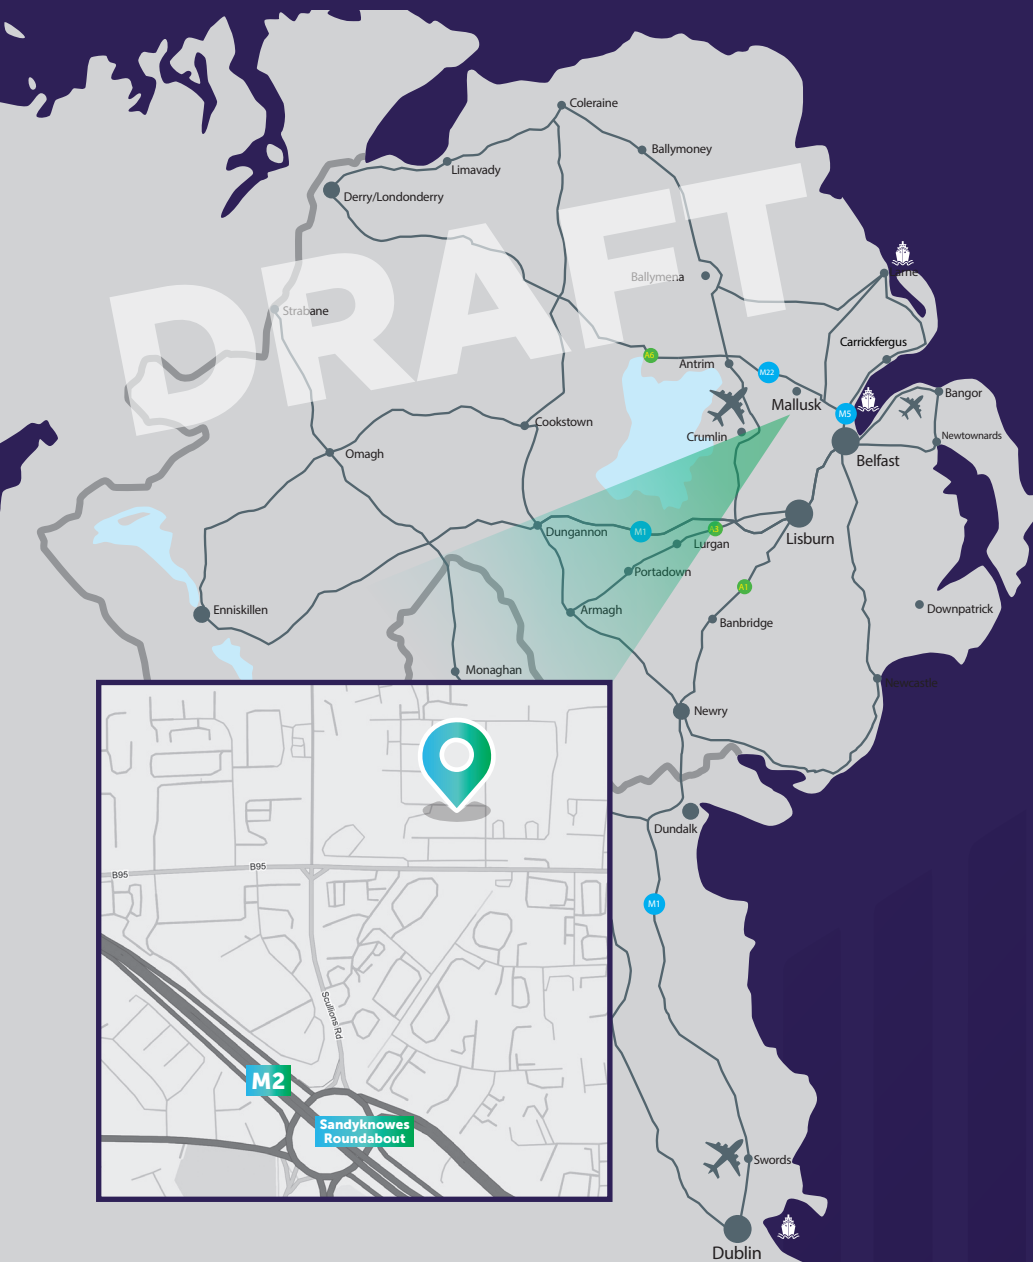 Coleraine
Ballymoney
Limavady
Derry/Londonderry
DRAFT
Ballymena
Larne
Strabane
Carrickfergus
A6
Antrim
M22
Mallusk
M5
Bangor
Cookstown
Crumlin
Newtownards
Omagh
Belfast
Dungannon
M1
A3
Lurgan
Lisburn
Portadown
A1
Enniskillen
Armagh
Banbridge
Downpatrick
Monaghan
Newcastle
Newry
Dundalk
B95
B95
M1
Scullions Rd
M2
Sandyknowes
Roundabout
Swords
Dublin